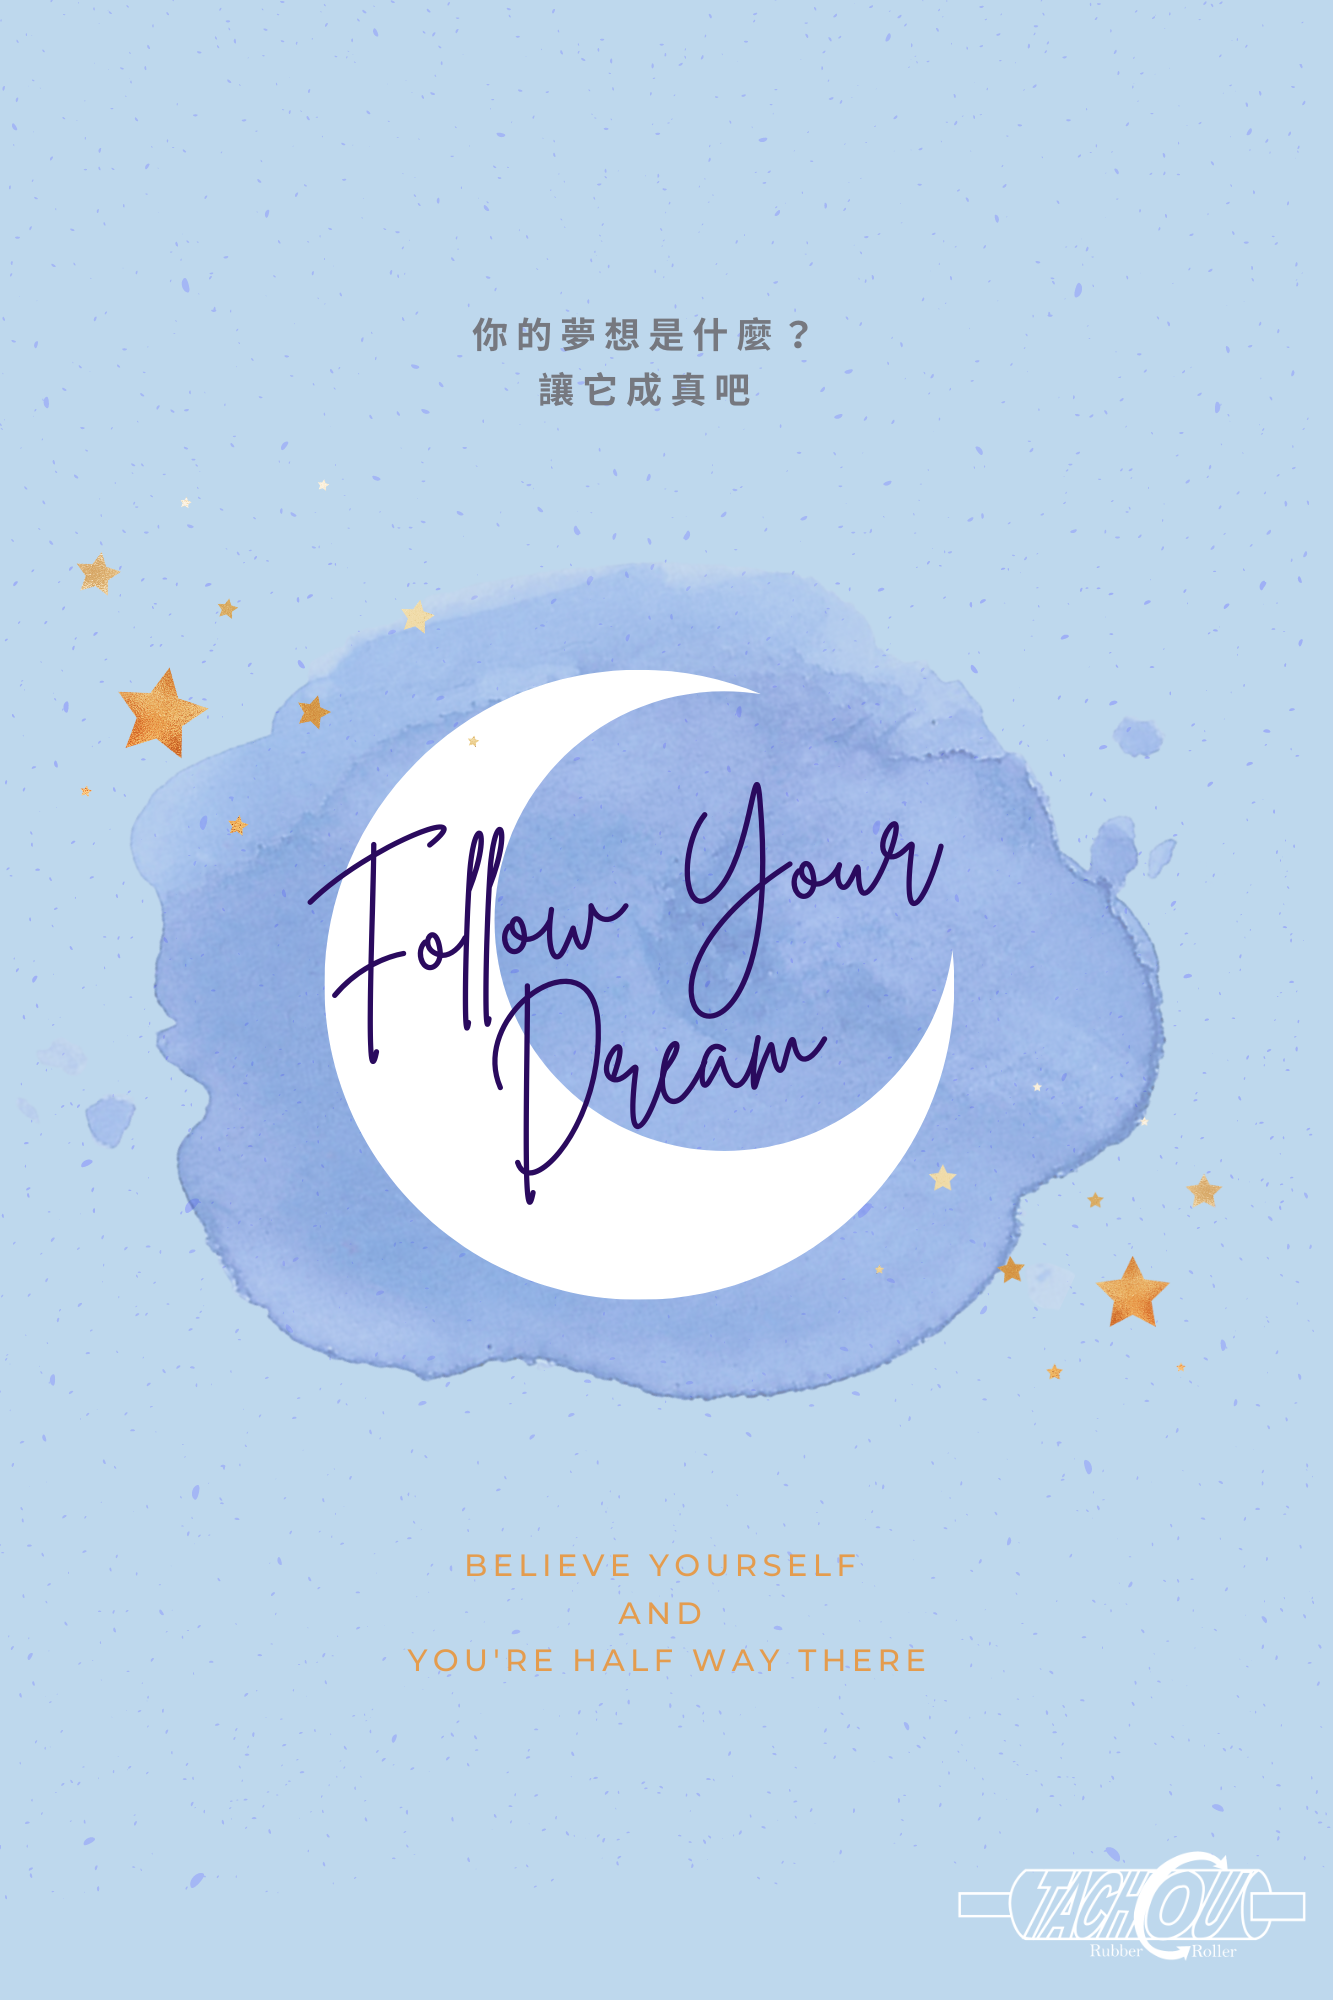 你的夢想是什麼？
讓它成真吧
Follow Your
Dream
BELIEVE YOURSELF
AND
YOU'RE HALF WAY THERE
TACHOU
Rubber Roller